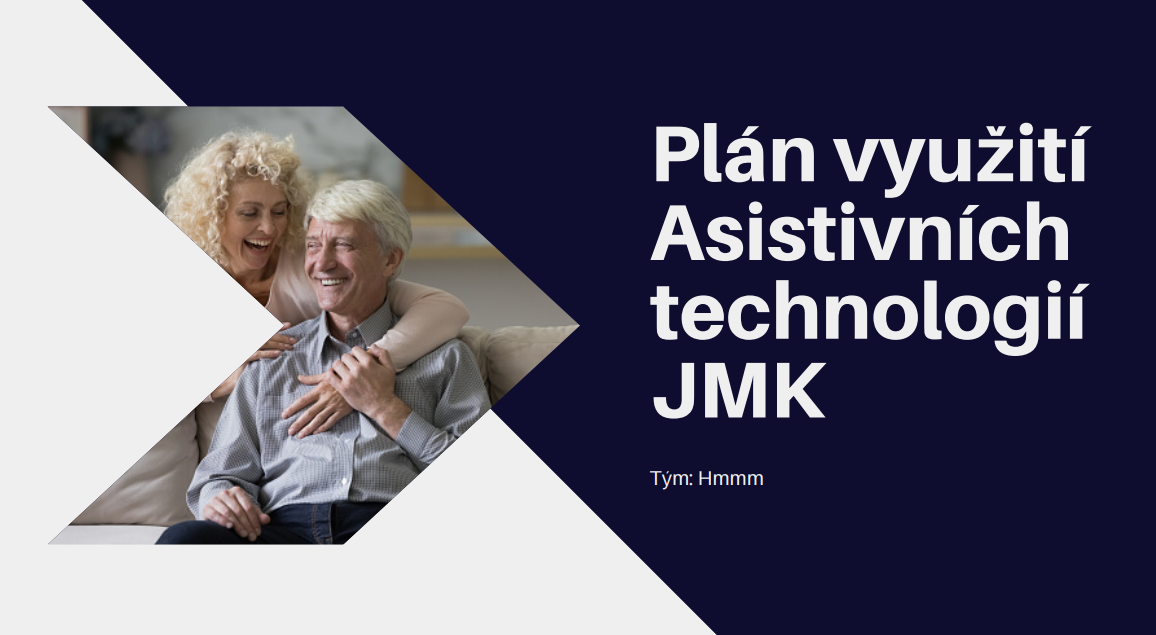 Plán využití
Asistivních
technologií
JMK
Tým: Hmmm